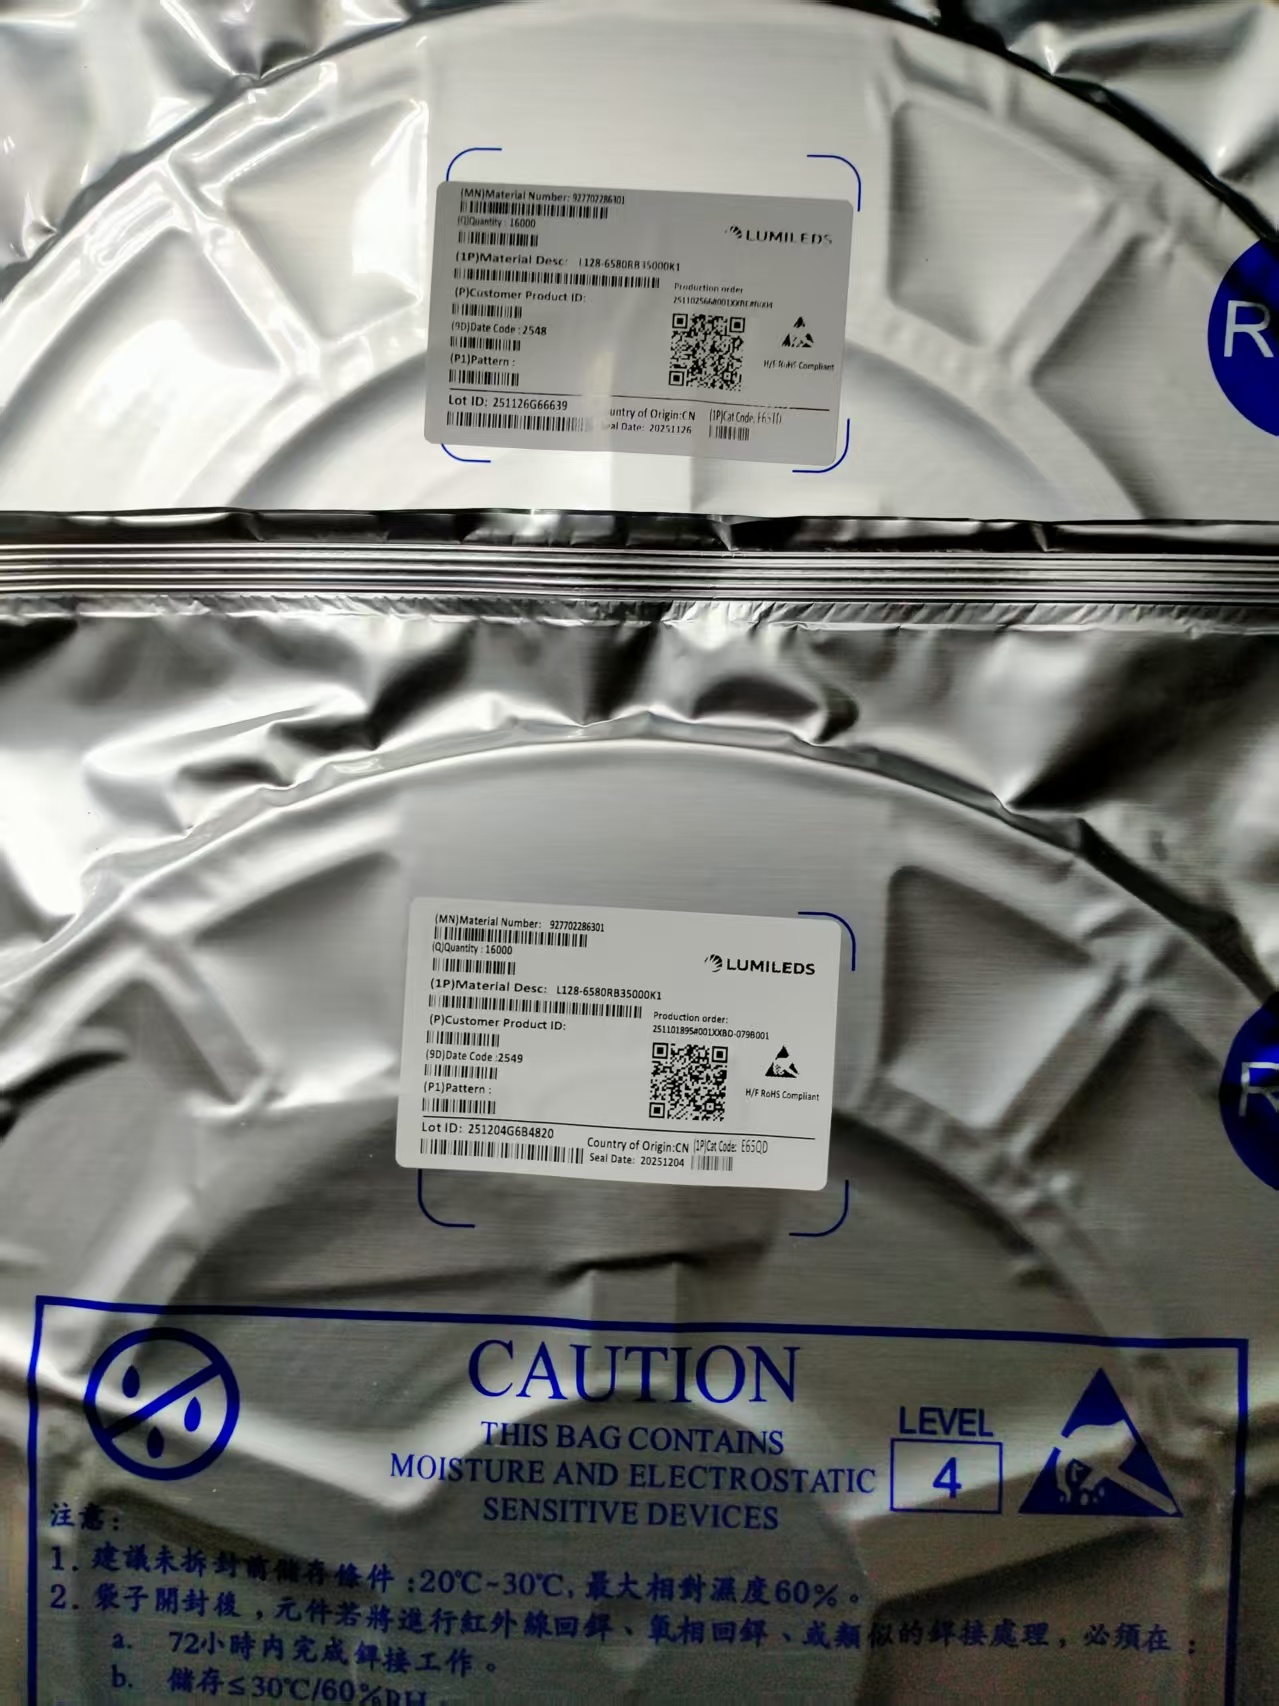 (MN)Material Number: 927702286301
(Q)Quantity : 16000
LUMILEDS
(1P)Material Desc: L128-6580RB35000K1
Production order
(P)Customer Product ID:
(9D)Date Code : 2548
(P1)Pattern :
H/F RoHS Compliant
Lot ID: 251126G66639
untry of Origin:CN (1P)Cat Code:
eal Date: 20251126
R
(MN)Material Number: 927702286301
(Q)Quantity : 16000
LUMILEDS
(1P)Material Desc: L128-6580RB35000K1
Production order:
(P)Customer Product ID:
251101895#001XXBD-079B001
(9D)Date Code :2549
(P1)Pattern :
H/F RoHS Compliant
Lot ID: 251204G6B4820
Country of Origin:CN (1P)Cat Code: E65QD
Seal Date: 20251204
R
CAUTION
THIS BAG CONTAINS
MOISTURE AND ELECTROSTATIC
SENSITIVE DEVICES
LEVEL
4
注意:
1. 建議未拆封前儲存條件:20℃~30℃, 最大相對濕度60%。
2. 袋子開封後,元件若將進行紅外線回銲、氣相回銲、或類似的銲接處理,必須在:
a. 72小時內完成銲接工作。
b. 儲存≤30℃/60%RH